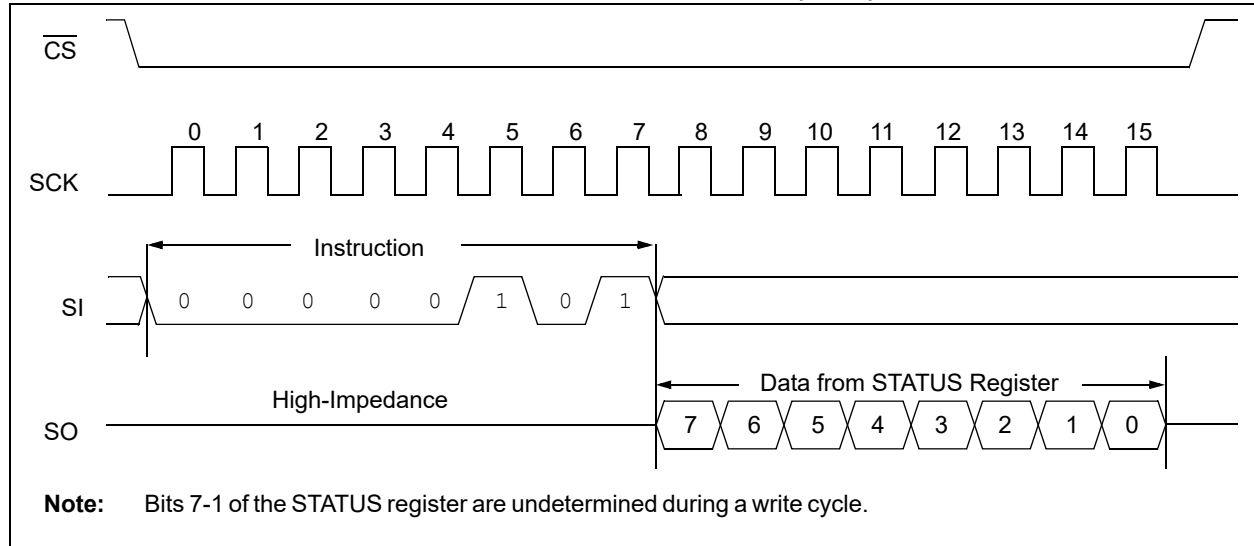 CS
0 1 2 3 4 5 6 7 8 9 10 11 12 13 14 15
SCK
Instruction
SI 0 0 0 0 0 1 0 1
Data from STATUS Register
High-Impedance
SO 7 6 5 4 3 2 1 0
Note: Bits 7-1 of the STATUS register are undetermined during a write cycle.